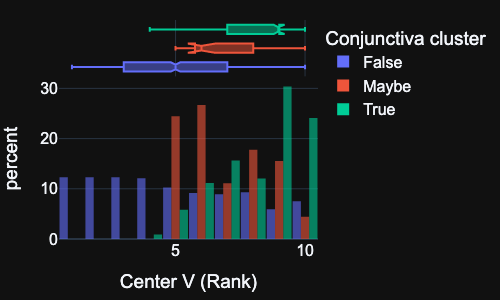 Conjunctiva cluster
False
Maybe
True
30
20
10
0
percent
5
10
Center V (Rank)